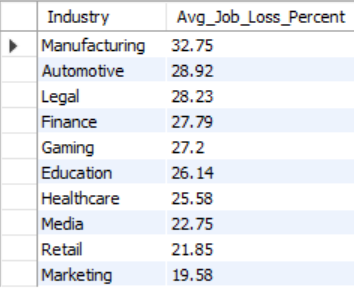 Industry Avg_Job_Loss_Percent
Manufacturing 32.75
Automotive 28.92
Legal 28.23
Finance 27.79
Gaming 27.2
Education 26.14
Healthcare 25.58
Media 22.75
Retail 21.85
Marketing 19.58